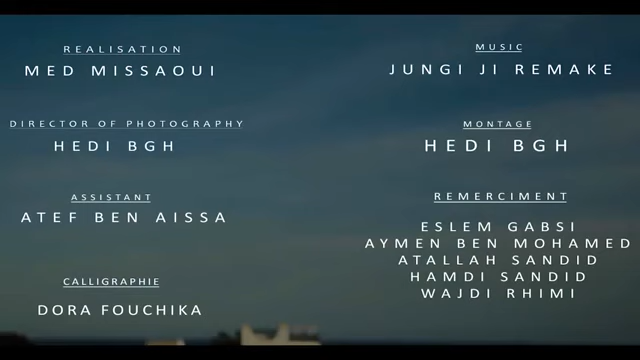 REALISATION
MED MISSAOUI
DIRECTOR OF PHOTOGRAPHY
HEDI BGH
ASSISTANT
ATEF BEN AISSA
CALLIGRAPHIE
DORA FOUCHIKA
MUSIC
JUNGI JI REMAKE
MONTAGE
HEDI BGH
REMERCIMENT
ESLEM GABSI
AYMEN BEN MOHAMED
ATALLAH SANDID
HAMDI SANDID
WAJDI RHIMI